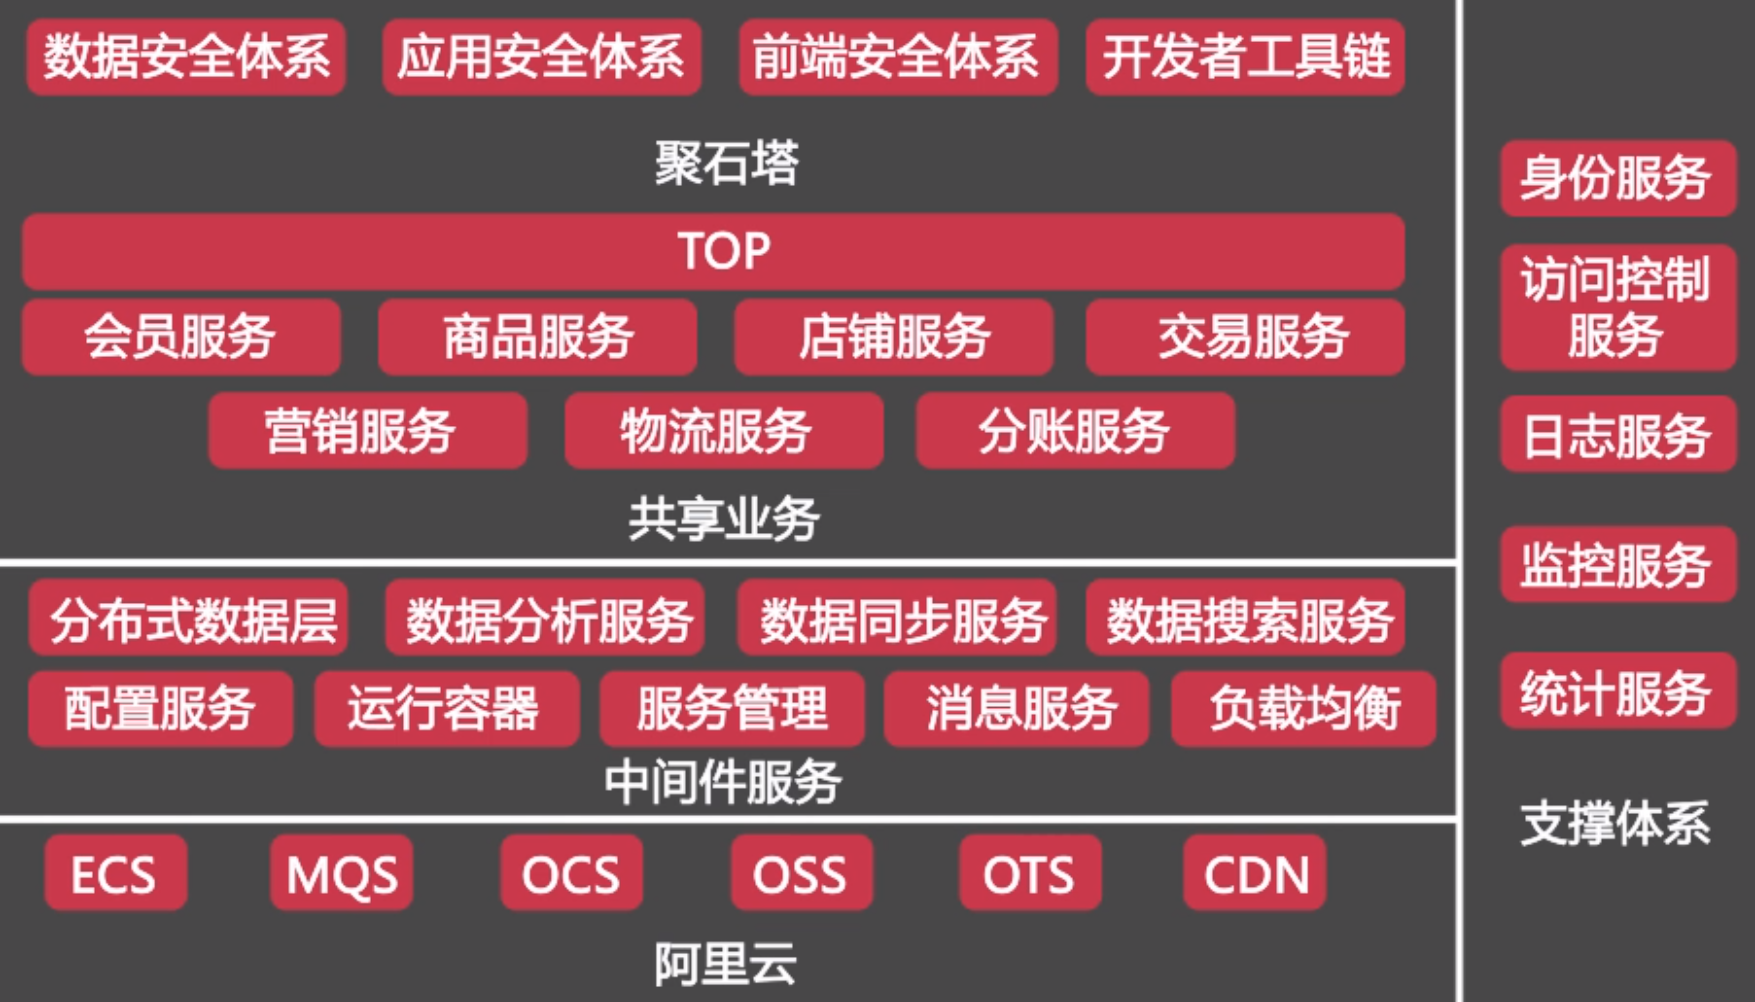 数据安全体系
应用安全体系
前端安全体系
开发者工具链
聚石塔
TOP
会员服务
商品服务
店铺服务
交易服务
营销服务
物流服务
分账服务
共享业务
分布式数据层
数据分析服务
数据同步服务
数据搜索服务
配置服务
运行容器
服务管理
消息服务
负载均衡
中间件服务
ECS
MQS
OCS
OSS
OTS
CDN
阿里云
身份服务
访问控制
服务
日志服务
监控服务
统计服务
支撑体系